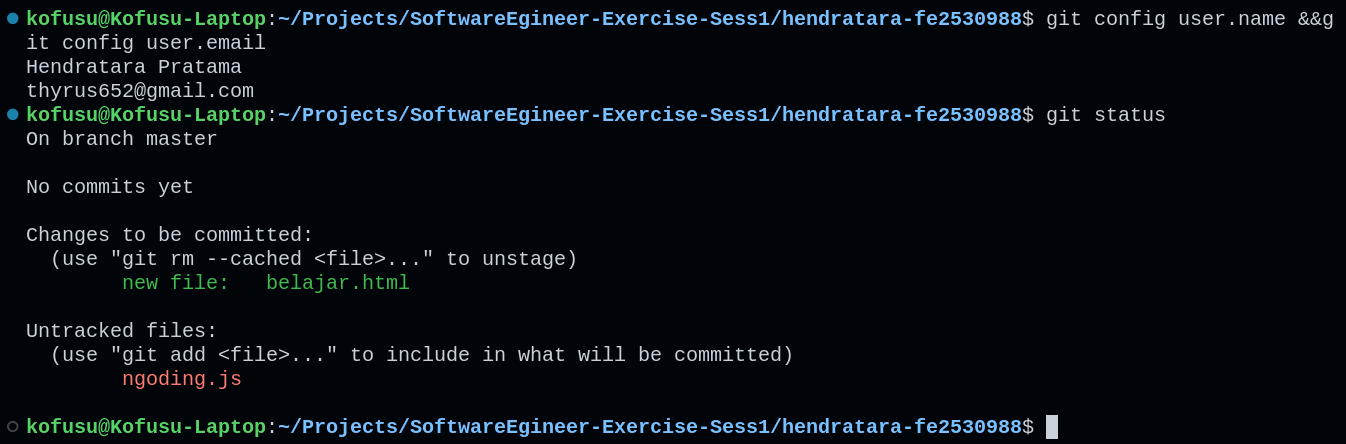 kofusu@Kofusu-Laptop:~/Projects/SoftwareEgineer-Exercise-Sess1/hendratara-fe2530988$ git config user.name &&g
it config user.email
Hendratara Pratama
thyrus652@gmail.com
kofusu@Kofusu-Laptop:~/Projects/SoftwareEgineer-Exercise-Sess1/hendratara-fe2530988$ git status
On branch master

No commits yet

Changes to be committed:
  (use "git rm --cached <file>..." to unstage)
        new file:   belajar.html

Untracked files:
  (use "git add <file>..." to include in what will be committed)
        ngoding.js

kofusu@Kofusu-Laptop:~/Projects/SoftwareEgineer-Exercise-Sess1/hendratara-fe2530988$